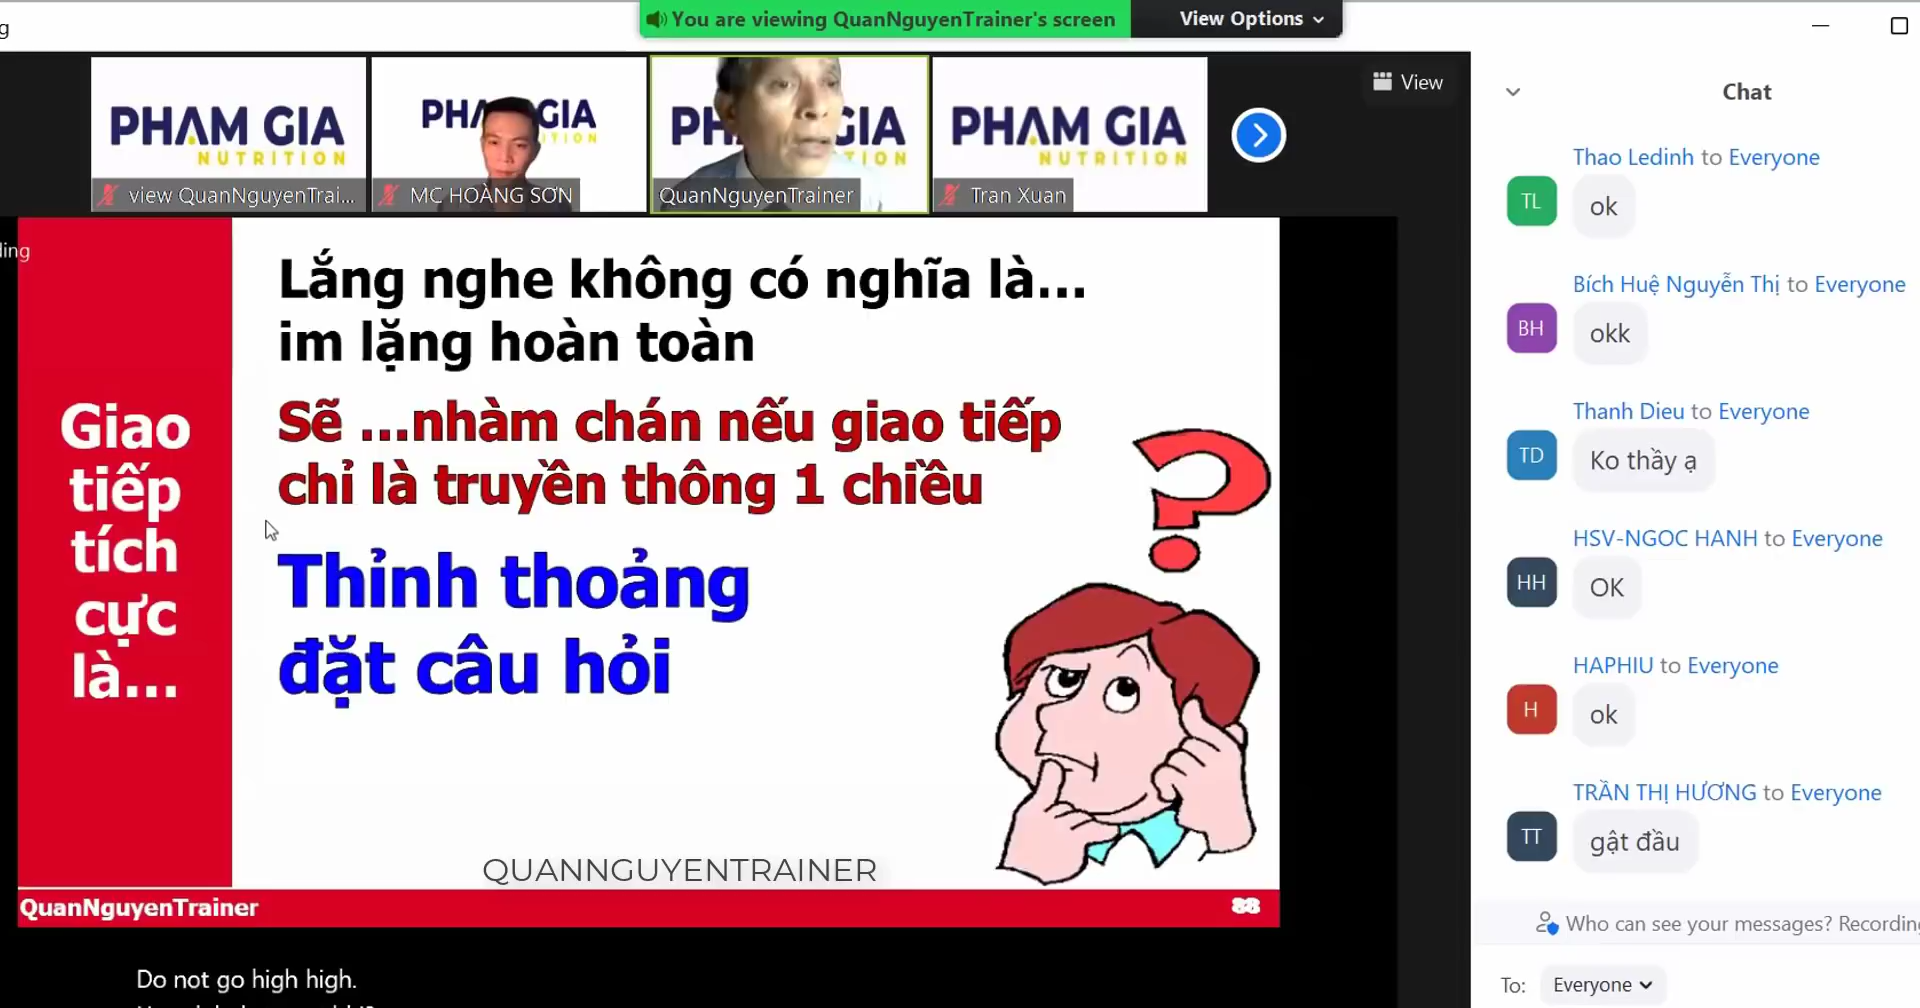 g
You are viewing QuanNguyenTrainer's screen
View Options
PHAM GIA
NUTRITION
view QuanNguyenTrai...
MC HOÀNG SƠN
QuanNguyenTrainer
PHAM GIA
NUTRITION
Tran Xuan
View
ding
Lắng nghe không có nghĩa là...
im lặng hoàn toàn
Sẽ ...nhàm chán nếu giao tiếp
chỉ là truyền thông 1 chiều
Thỉnh thoảng
đặt câu hỏi
Giao
tiếp
tích
cực
là...
QUANNGUYENTRAINER
QuanNguyenTrainer
Do not go high high.
Chat
Thao Ledinh to Everyone
TL
ok
Bích Huệ Nguyễn Thị to Everyone
BH
okk
Thanh Dieu to Everyone
TD
Ko thầy ạ
HSV-NGOC HANH to Everyone
HH
OK
HAPHIU to Everyone
H
ok
TRẦN THỊ HƯƠNG to Everyone
TT
gật đầu
Who can see your messages? Recording
To: Everyone